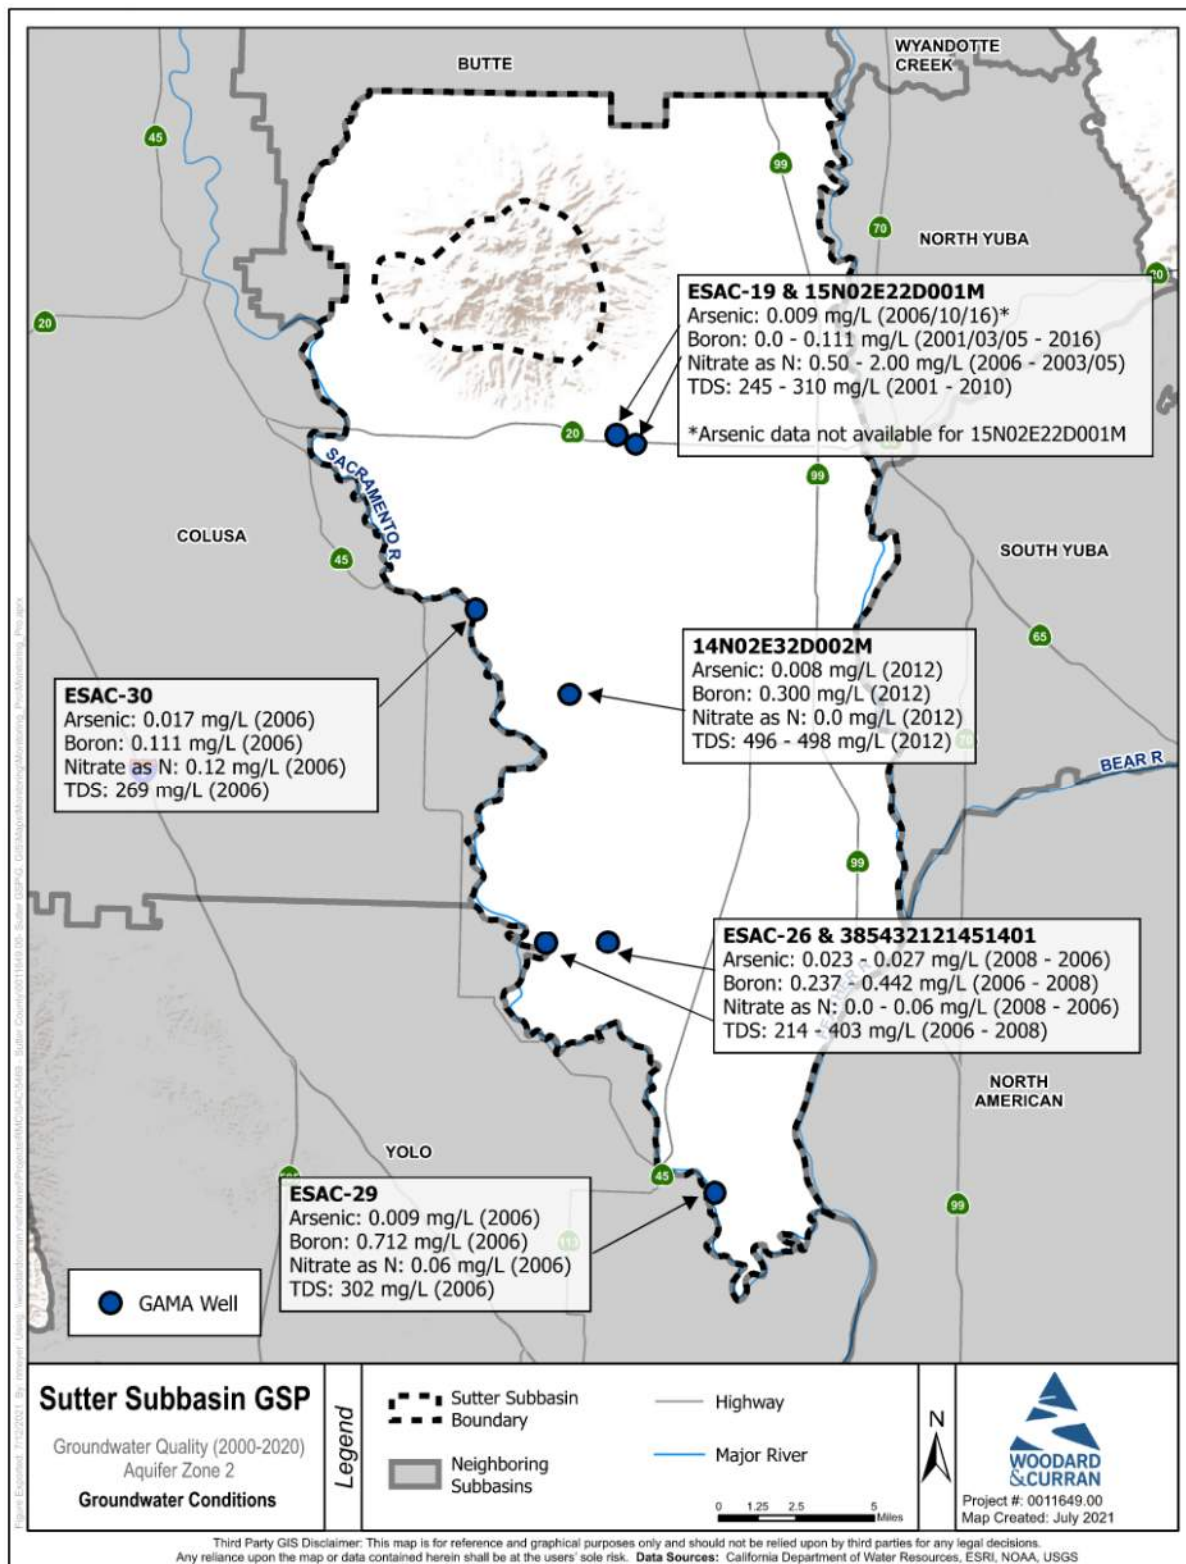 BUTTE
WYANDOTTE
CREEK
45
99
70
NORTH YUBA
20
20
ESAC-19 & 15N02E22D001M
Arsenic: 0.009 mg/L (2006/10/16)*
Boron: 0.0 - 0.111 mg/L (2001/03/05 - 2016)
Nitrate as N: 0.50 - 2.00 mg/L (2006 - 2003/05)
TDS: 245 - 310 mg/L (2001 - 2010)
*Arsenic data not available for 15N02E22D001M
20
99
SACRAMENTO R
COLUSA
45
SOUTH YUBA
65
14N02E32D002M
Arsenic: 0.008 mg/L (2012)
Boron: 0.300 mg/L (2012)
Nitrate as N: 0.0 mg/L (2012)
TDS: 496 - 498 mg/L (2012)
70
ESAC-30
Arsenic: 0.017 mg/L (2006)
Boron: 0.111 mg/L (2006)
Nitrate as N: 0.12 mg/L (2006)
TDS: 269 mg/L (2006)
BEAR R
99
ESAC-26 & 385432121451401
Arsenic: 0.023 - 0.027 mg/L (2008 - 2006)
Boron: 0.237 - 0.442 mg/L (2006 - 2008)
Nitrate as N: 0.0 - 0.06 mg/L (2008 - 2006)
TDS: 214 - 403 mg/L (2006 - 2008)
FEATHER R
NORTH
AMERICAN
YOLO
45
99
ESAC-29
Arsenic: 0.009 mg/L (2006)
Boron: 0.712 mg/L (2006)
Nitrate as N: 0.06 mg/L (2006)
TDS: 302 mg/L (2006)
113
GAMA Well
Sutter Subbasin GSP
Groundwater Quality (2000-2020)
Aquifer Zone 2
Groundwater Conditions
Legend
Sutter Subbasin
Boundary
Neighboring
Subbasins
Highway
Major River
0 1.25 2.5 5
Miles
N
WOODARD
&CURRAN
Project #: 0011649.00
Map Created: July 2021
Third Party GIS Disclaimer: This map is for reference and graphical purposes only and should not be relied upon by third parties for any legal decisions.
Any reliance upon the map or data contained herein shall be at the users' sole risk. Data Sources: California Department of Water Resources, ESRI, NOAA, USGS